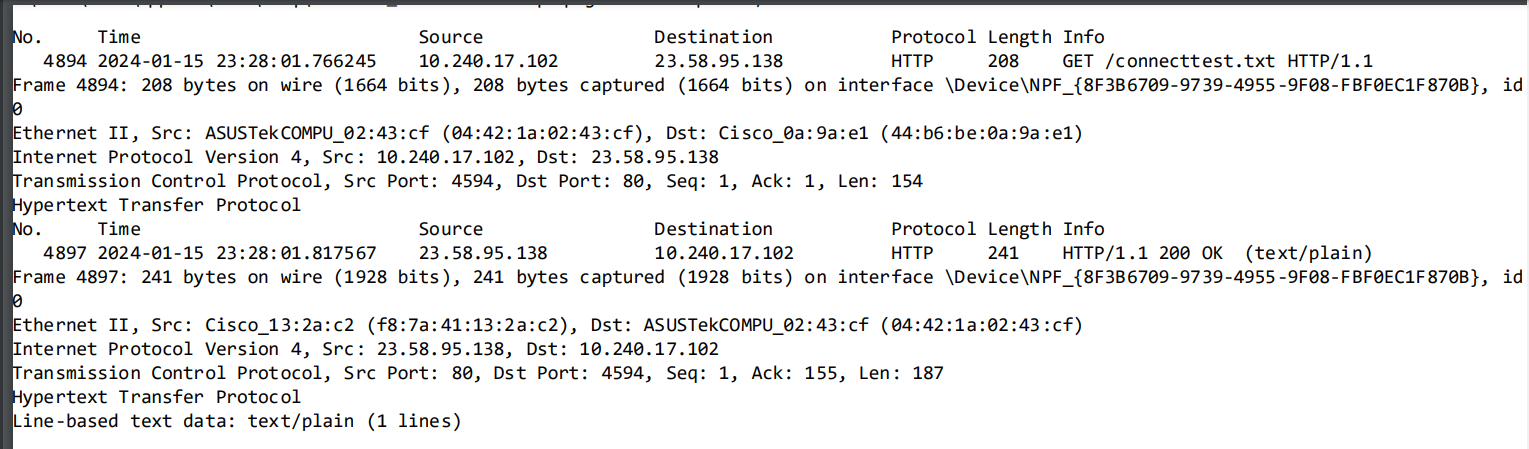 No. Time Source Destination Protocol Length Info
4894 2024-01-15 23:28:01.766245 10.240.17.102 23.58.95.138 HTTP 208 GET /connecttest.txt HTTP/1.1
Frame 4894: 208 bytes on wire (1664 bits), 208 bytes captured (1664 bits) on interface \Device\NPF_{8F3B6709-9739-4955-9F08-FBF0EC1F870B}, id
0
Ethernet II, Src: ASUSTekCOMPU_02:43:cf (04:42:1a:02:43:cf), Dst: Cisco_0a:9a:e1 (44:b6:be:0a:9a:e1)
Internet Protocol Version 4, Src: 10.240.17.102, Dst: 23.58.95.138
Transmission Control Protocol, Src Port: 4594, Dst Port: 80, Seq: 1, Ack: 1, Len: 154
Hypertext Transfer Protocol
No. Time Source Destination Protocol Length Info
4897 2024-01-15 23:28:01.817567 23.58.95.138 10.240.17.102 HTTP 241 HTTP/1.1 200 OK (text/plain)
Frame 4897: 241 bytes on wire (1928 bits), 241 bytes captured (1928 bits) on interface \Device\NPF_{8F3B6709-9739-4955-9F08-FBF0EC1F870B}, id
0
Ethernet II, Src: Cisco_13:2a:c2 (f8:7a:41:13:2a:c2), Dst: ASUSTekCOMPU_02:43:cf (04:42:1a:02:43:cf)
Internet Protocol Version 4, Src: 23.58.95.138, Dst: 10.240.17.102
Transmission Control Protocol, Src Port: 80, Dst Port: 4594, Seq: 1, Ack: 155, Len: 187
Hypertext Transfer Protocol
Line-based text data: text/plain (1 lines)